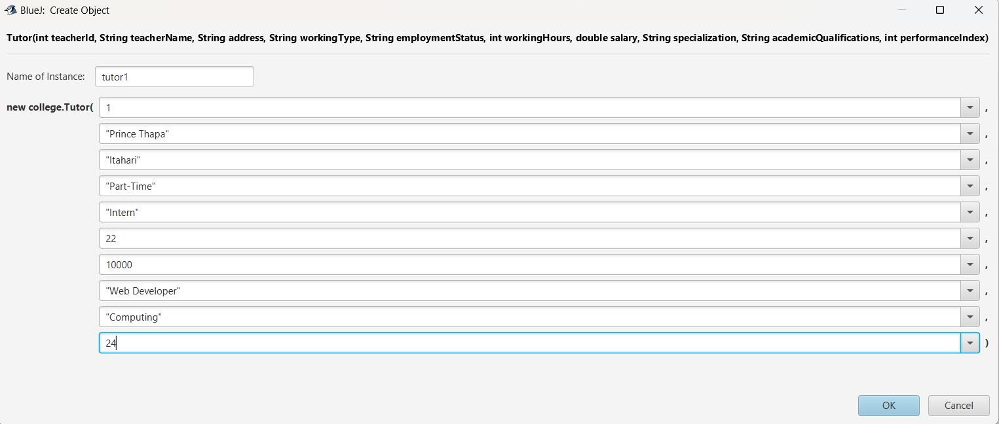 BlueJ: Create Object
Tutor(int teacherId, String teacherName, String address, String workingType, String employmentStatus, int workingHours, double salary, String specialization, String academicQualifications, int performanceIndex)
Name of Instance: tutor1
new college.Tutor( 1 ,
"Prince Thapa" ,
"Itahari" ,
"Part-Time" ,
"Intern" ,
22 ,
10000 ,
"Web Developer" ,
"Computing" ,
24 )
OK Cancel